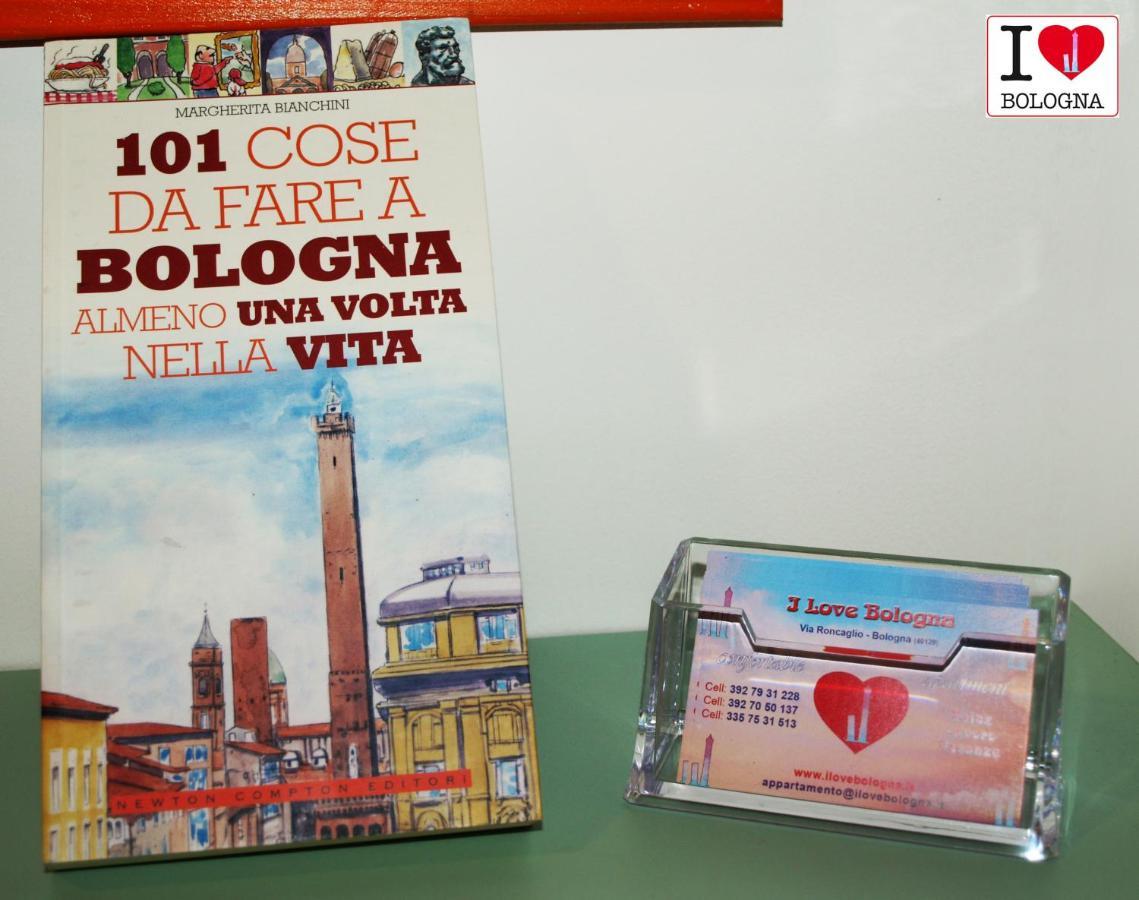 MARGHERITA BIANCHINI
101 COSE
DA FARE A
BOLOGNA
ALMENO UNA VOLTA
NELLA VITA
NEWTON COMPTON EDITORI
I
BOLOGNA
I Love Bologna
Via Roncaglio - Bologna (40129)
Cell: 392 79 31 228
Cell: 392 70 50 137
Cell: 335 75 31 513
Firenze
www.ilovebologna.it
appartamento@ilovebologna.it